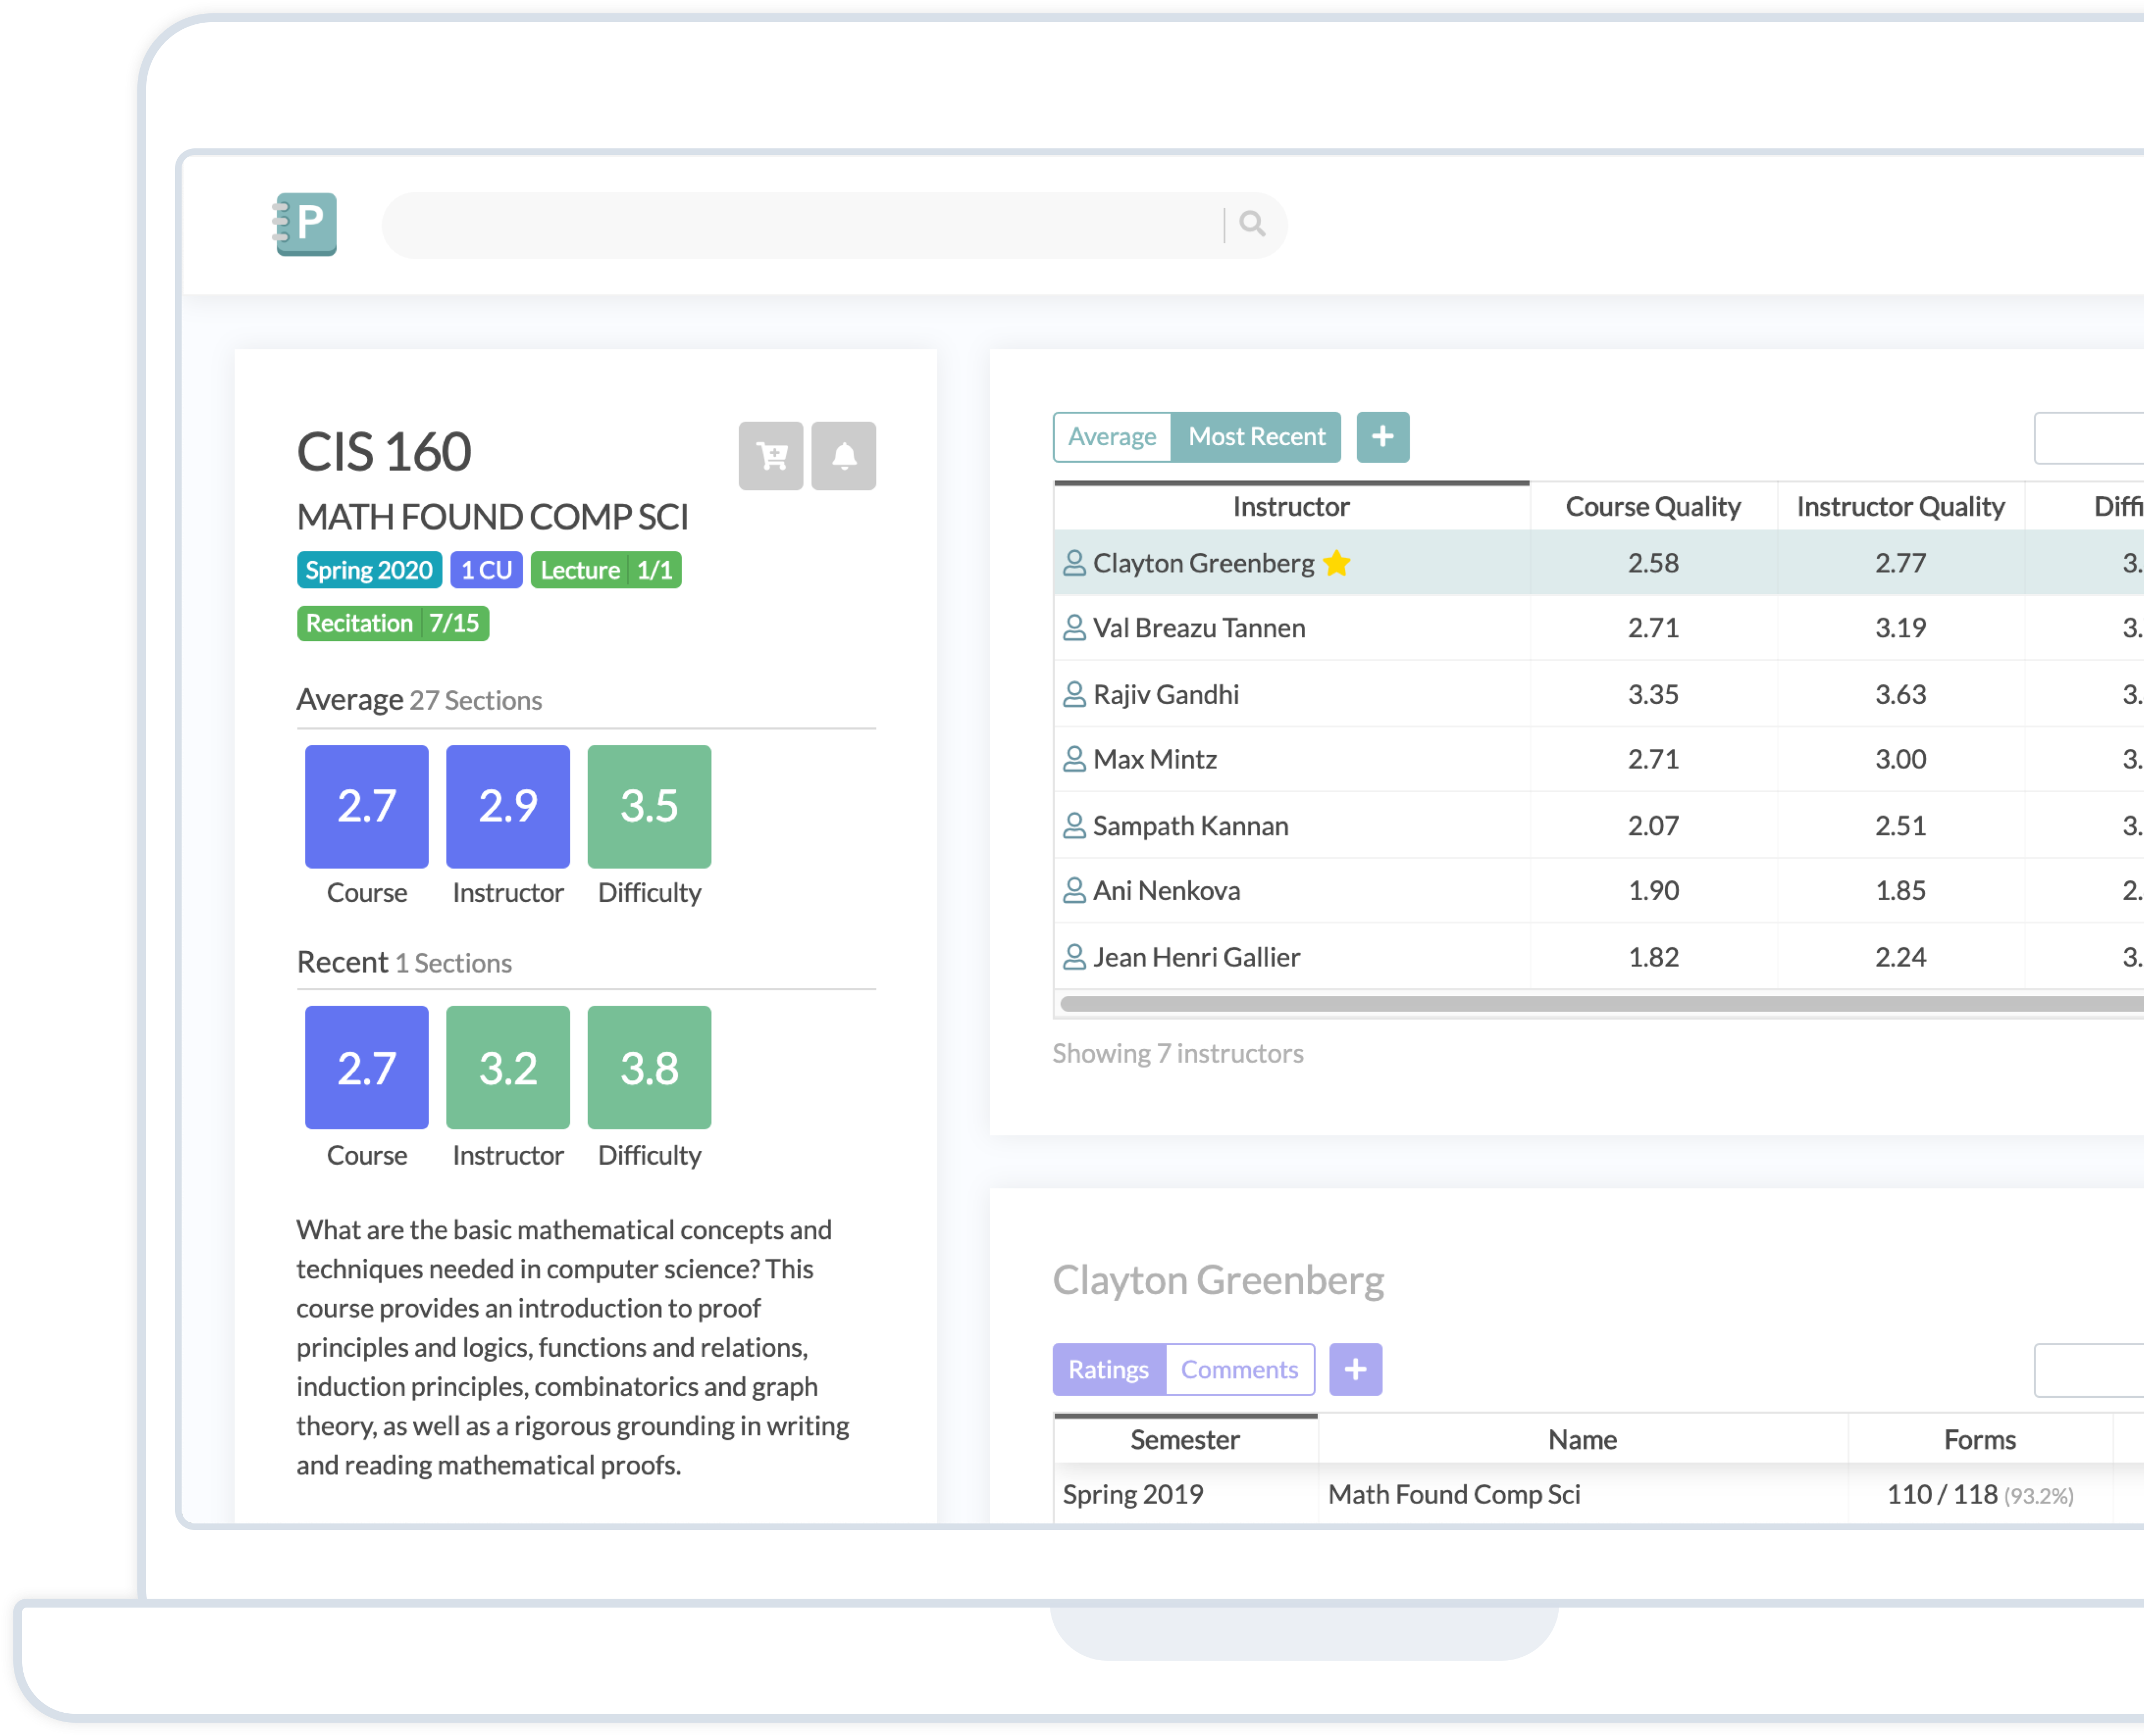 P
CIS 160
MATH FOUND COMP SCI
Spring 2020 1 CU Lecture 1/1
Recitation 7/15
Average 27 Sections
2.7 2.9 3.5
Course Instructor Difficulty
Recent 1 Sections
2.7 3.2 3.8
Course Instructor Difficulty
What are the basic mathematical concepts and
techniques needed in computer science? This
course provides an introduction to proof
principles and logics, functions and relations,
induction principles, combinatorics and graph
theory, as well as a rigorous grounding in writing
and reading mathematical proofs.
Average Most Recent +
Instructor Course Quality Instructor Quality Diffi
Clayton Greenberg 2.58 2.77 3.
Val Breazu Tannen 2.71 3.19 3.
Rajiv Gandhi 3.35 3.63 3.
Max Mintz 2.71 3.00 3.
Sampath Kannan 2.07 2.51 3.
Ani Nenkova 1.90 1.85 2.
Jean Henri Gallier 1.82 2.24 3.
Showing 7 instructors
Clayton Greenberg
Ratings Comments +
Semester Name Forms
Spring 2019 Math Found Comp Sci 110 / 118 (93.2%)